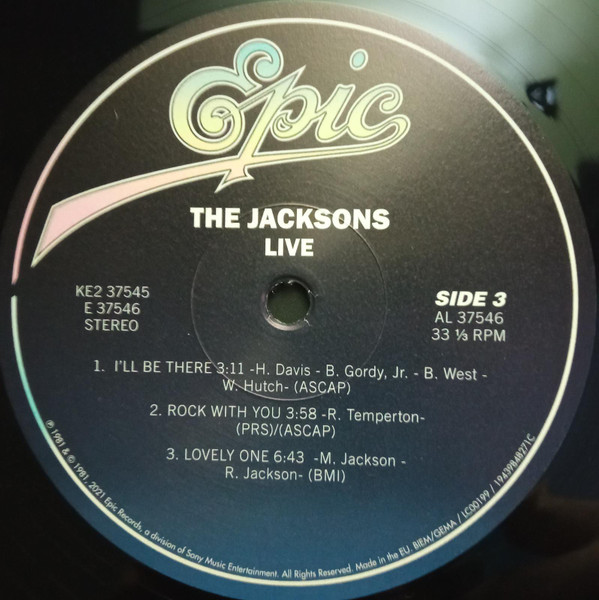 Epic
THE JACKSONS
LIVE
KE2 37545
E 37546
STEREO
SIDE 3
AL 37546
33 ⅓ RPM
1. I'LL BE THERE 3:11 -H. Davis - B. Gordy, Jr. - B. West -
W. Hutch- (ASCAP)
2. ROCK WITH YOU 3:58 -R. Temperton-
(PRS)/(ASCAP)
3. LOVELY ONE 6:43 -M. Jackson -
R. Jackson- (BMI)
℗ 1981 & © 1981, 2021 Epic Records, a division of Sony Music Entertainment. All Rights Reserved. Made in the EU. BIEM/GEMA / LC00199 / 19439848271C